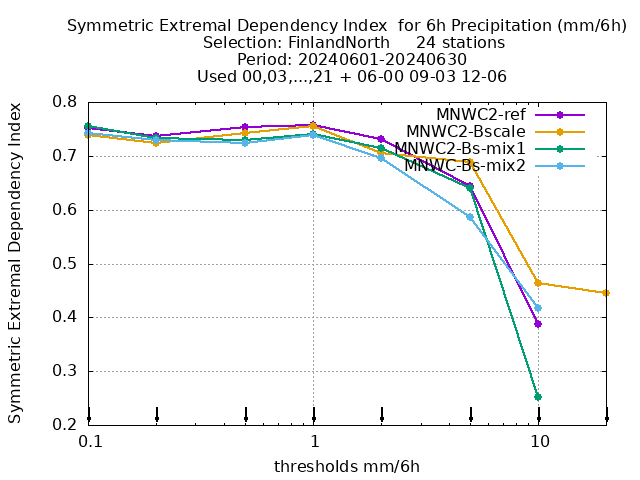 Symmetric Extremal Dependency Index  for 6h Precipitation (mm/6h)
Selection: FinlandNorth     24 stations
Period: 20240601-20240630
Used 00,03,...,21 + 06-00 09-03 12-06
Symmetric Extremal Dependency Index
0.8
0.7
0.6
0.5
0.4
0.3
0.2
MNWC2-ref
MNWC2-Bscale
MNWC2-Bs-mix1
MNWC-Bs-mix2
0.1 1 10
thresholds mm/6h